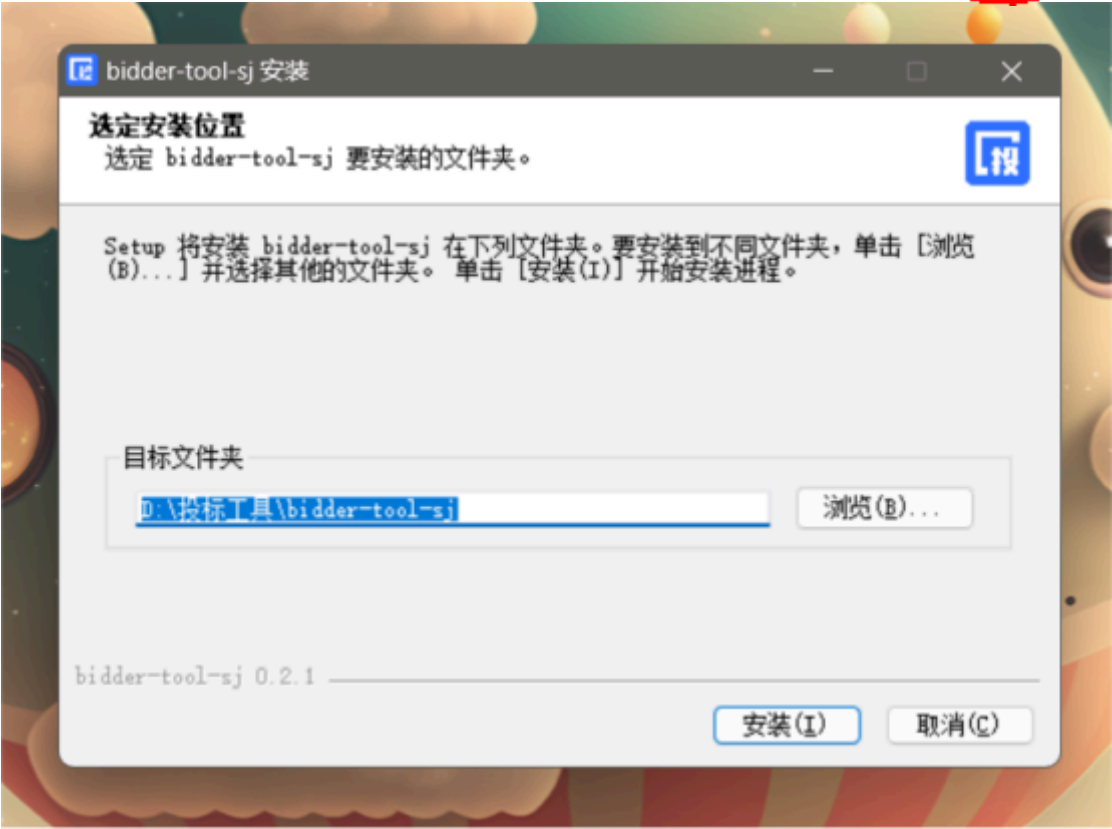 bidder-tool-sj 安装
选定安装位置
选定 bidder-tool-sj 要安装的文件夹。
投
Setup 将安装 bidder-tool-sj 在下列文件夹。要安装到不同文件夹，单击 [浏览
(B)...] 并选择其他的文件夹。 单击 [安装(I)] 开始安装进程。
目标文件夹
D:\投标工具\bidder-tool-sj
浏览(B)...
bidder-tool-sj 0.2.1
安装(I)
取消(C)